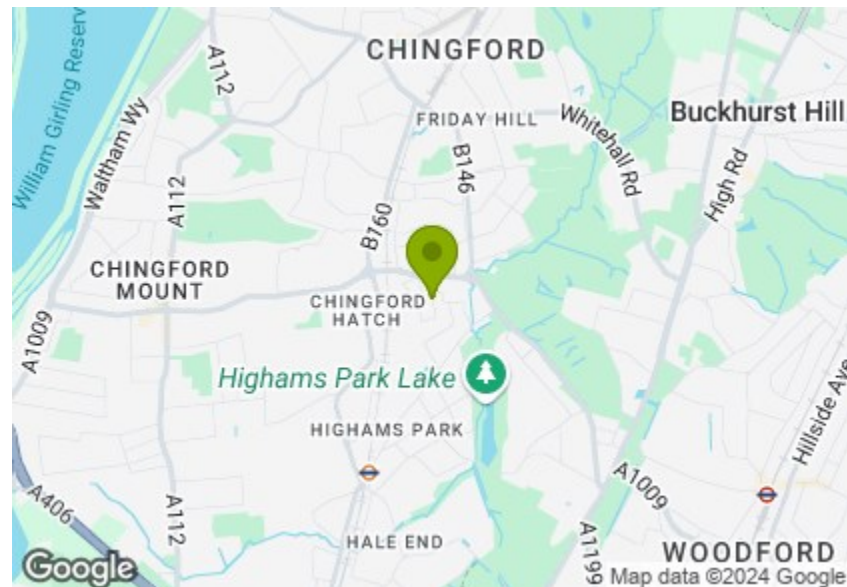 CHINGFORD
A112
William Girling Reserv
Waltham Wy
FRIDAY HILL
Whitehall Rd
Buckhurst Hill
B146
High Rd
A112
B160
CHINGFORD
MOUNT
CHINGFORD
HATCH
A1009
Highams Park Lake
HIGHAMS PARK
Hillside Ave
A1009
A406
A112
HALE END
A1199
WOODFORD
Google
Map data ©2024 Google